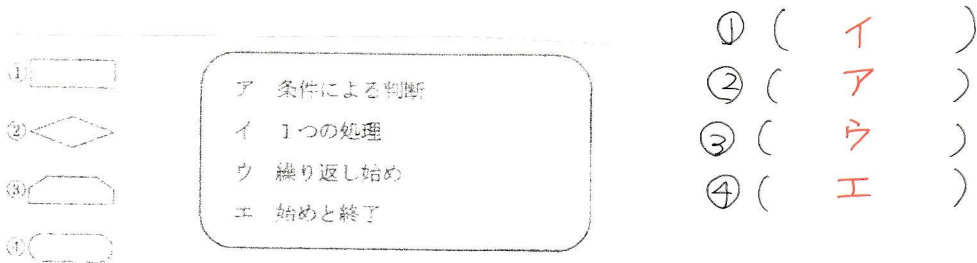 ①
②
③
④
ア 条件による判断
イ 1つの処理
ウ 繰り返し始め
エ 始めと終了
① ( イ )
② ( ア )
③ ( ウ )
④ ( エ )